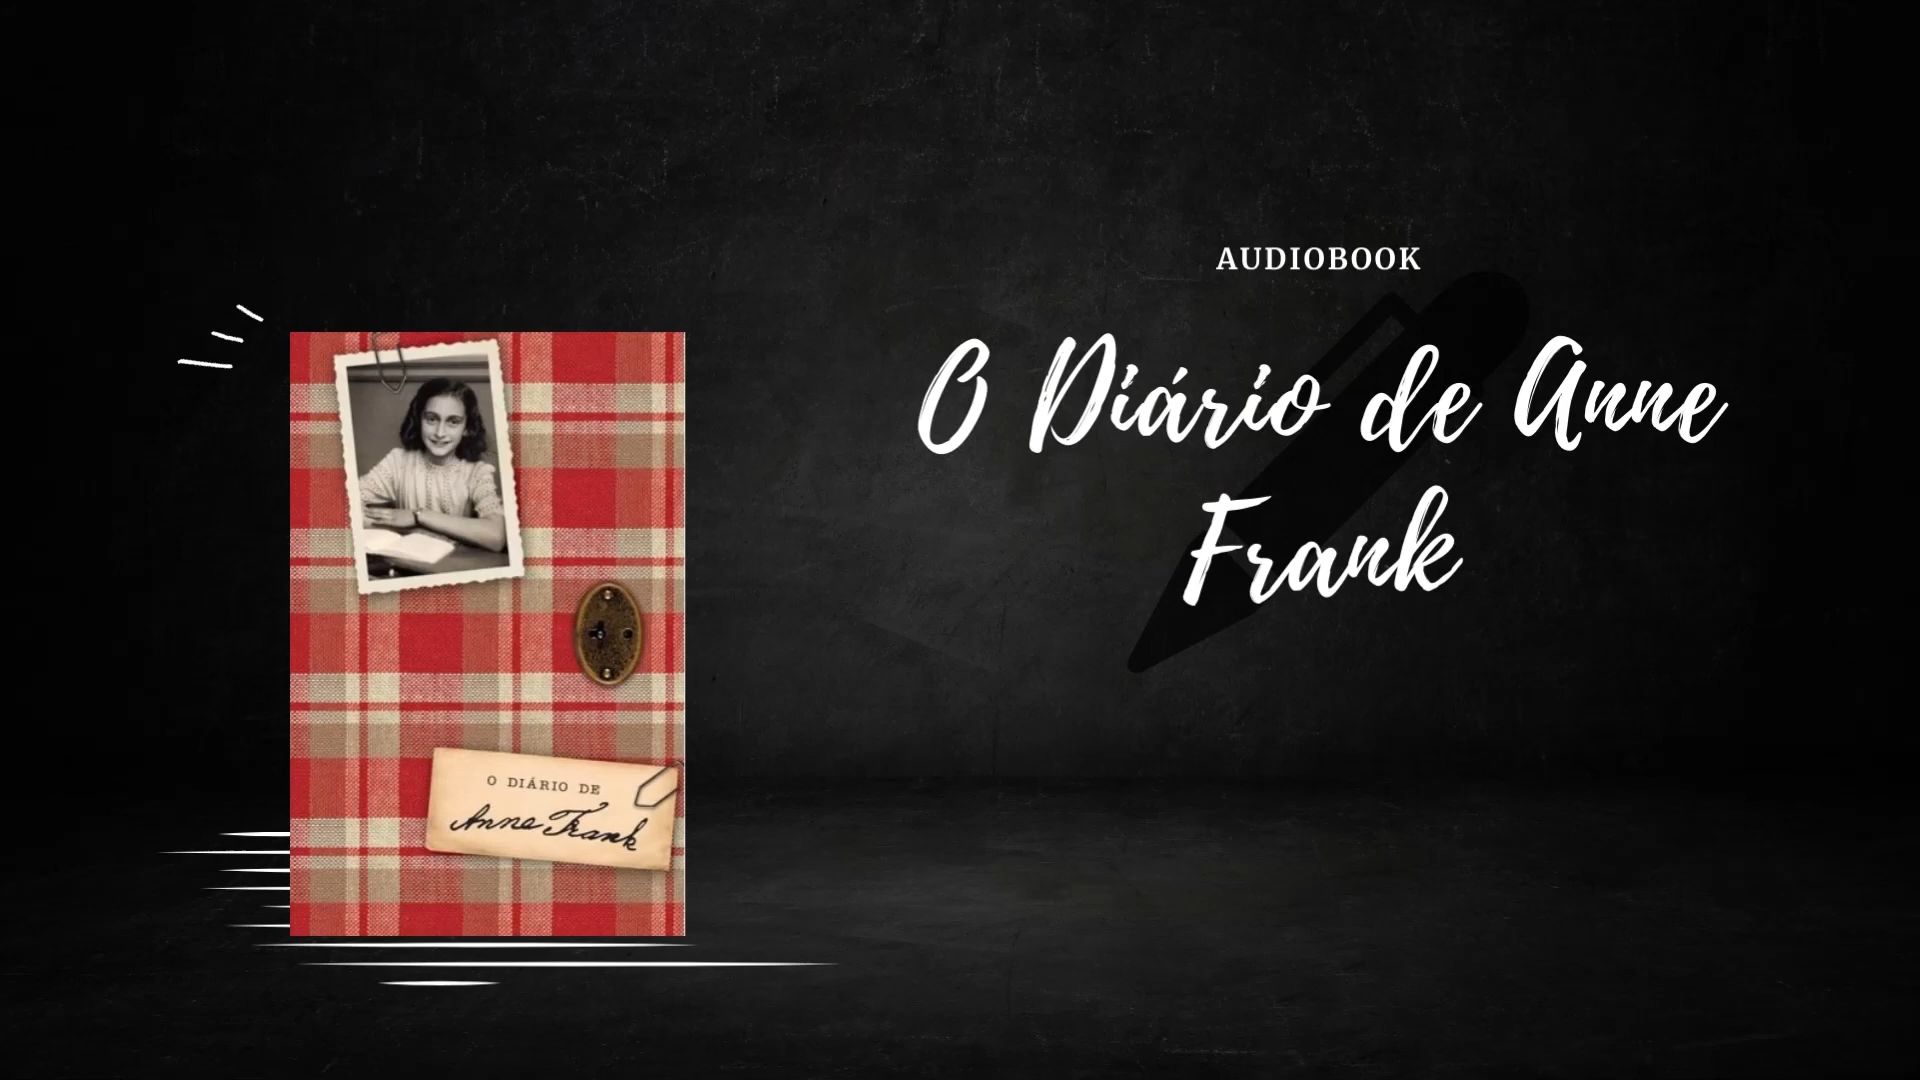 AUDIOBOOK
O Diário de Anne
Frank
O DIÁRIO DE
Anne Frank